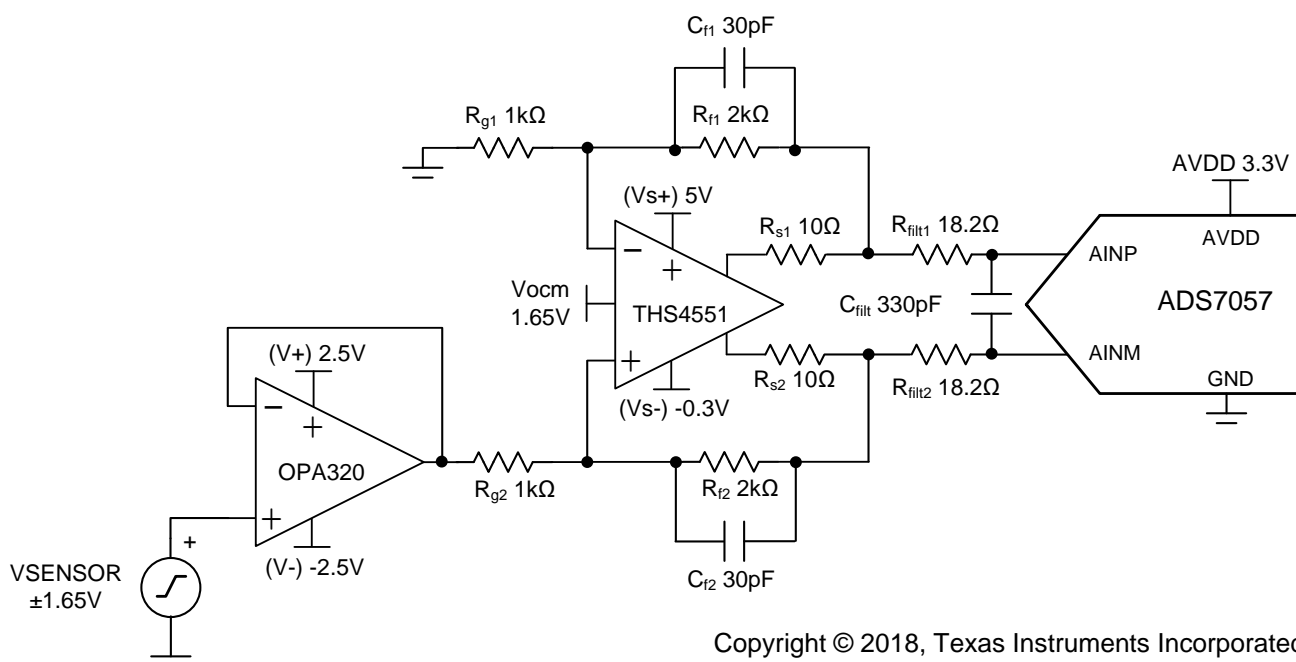 Cf1 30pF
Rg1 1kΩ
Rf1 2kΩ
AVDD 3.3V
(Vs+) 5V
Rs1 10Ω
Rfilt1 18.2Ω
AVDD
−
+
AINP
Vocm
1.65V
THS4551
Cfilt 330pF
ADS7057
(V+) 2.5V
+
AINM
Rs2 10Ω
Rfilt2 18.2Ω
GND
(Vs-) -0.3V
−
+
OPA320
Rg2 1kΩ
Rf2 2kΩ
+
+
(V-) -2.5V
Cf2 30pF
VSENSOR
±1.65V
Copyright © 2018, Texas Instruments Incorporated